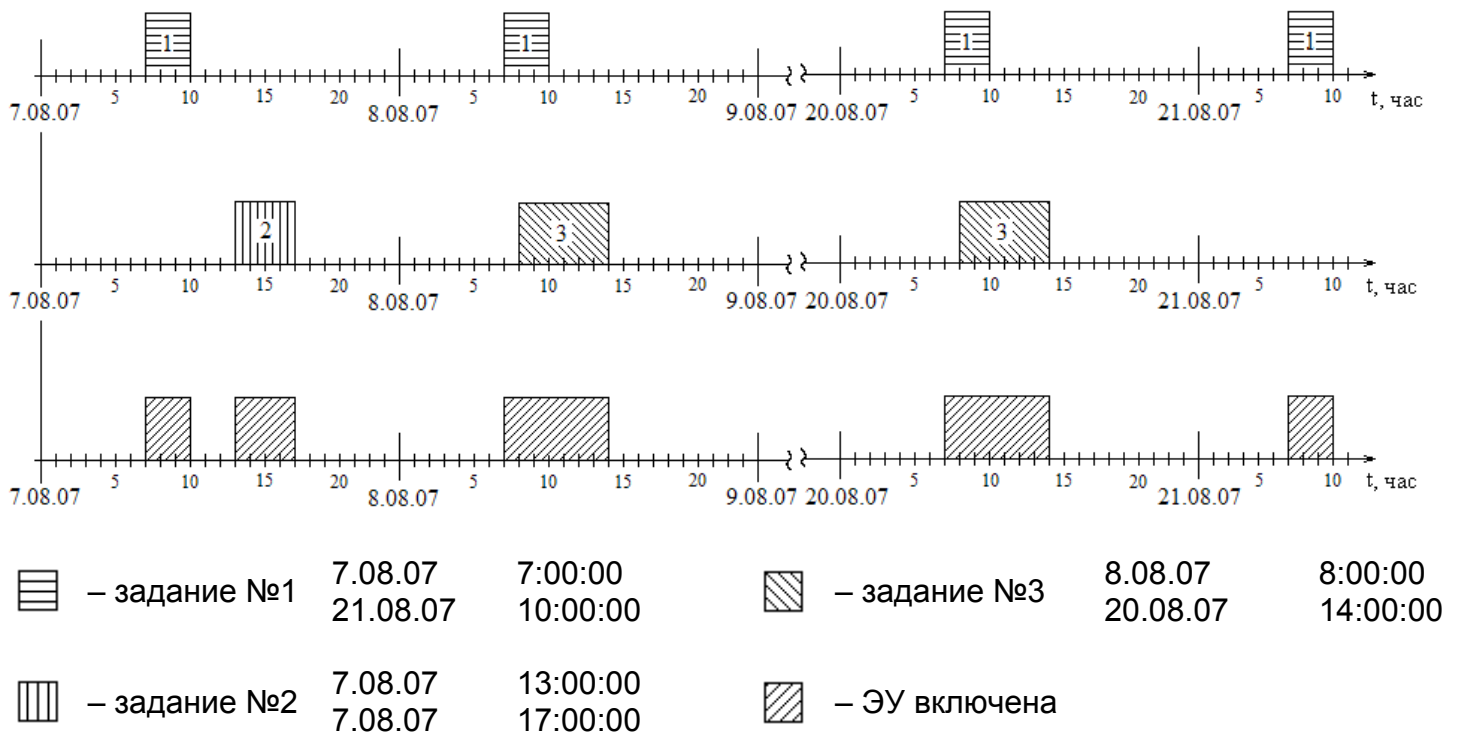 1 1 1 1
5 10 15 20 5 10 15 20 5 10 15 20 5 10 t, час
7.08.07 8.08.07 9.08.07 20.08.07 21.08.07
2 3 3
5 10 15 20 5 10 15 20 5 10 15 20 5 10 t, час
7.08.07 8.08.07 9.08.07 20.08.07 21.08.07
5 10 15 20 5 10 15 20 5 10 15 20 5 10 t, час
7.08.07 8.08.07 9.08.07 20.08.07 21.08.07
– задание №1 7.08.07 7:00:00
21.08.07 10:00:00
– задание №3 8.08.07 8:00:00
20.08.07 14:00:00
– задание №2 7.08.07 13:00:00
7.08.07 17:00:00
– ЭУ включена